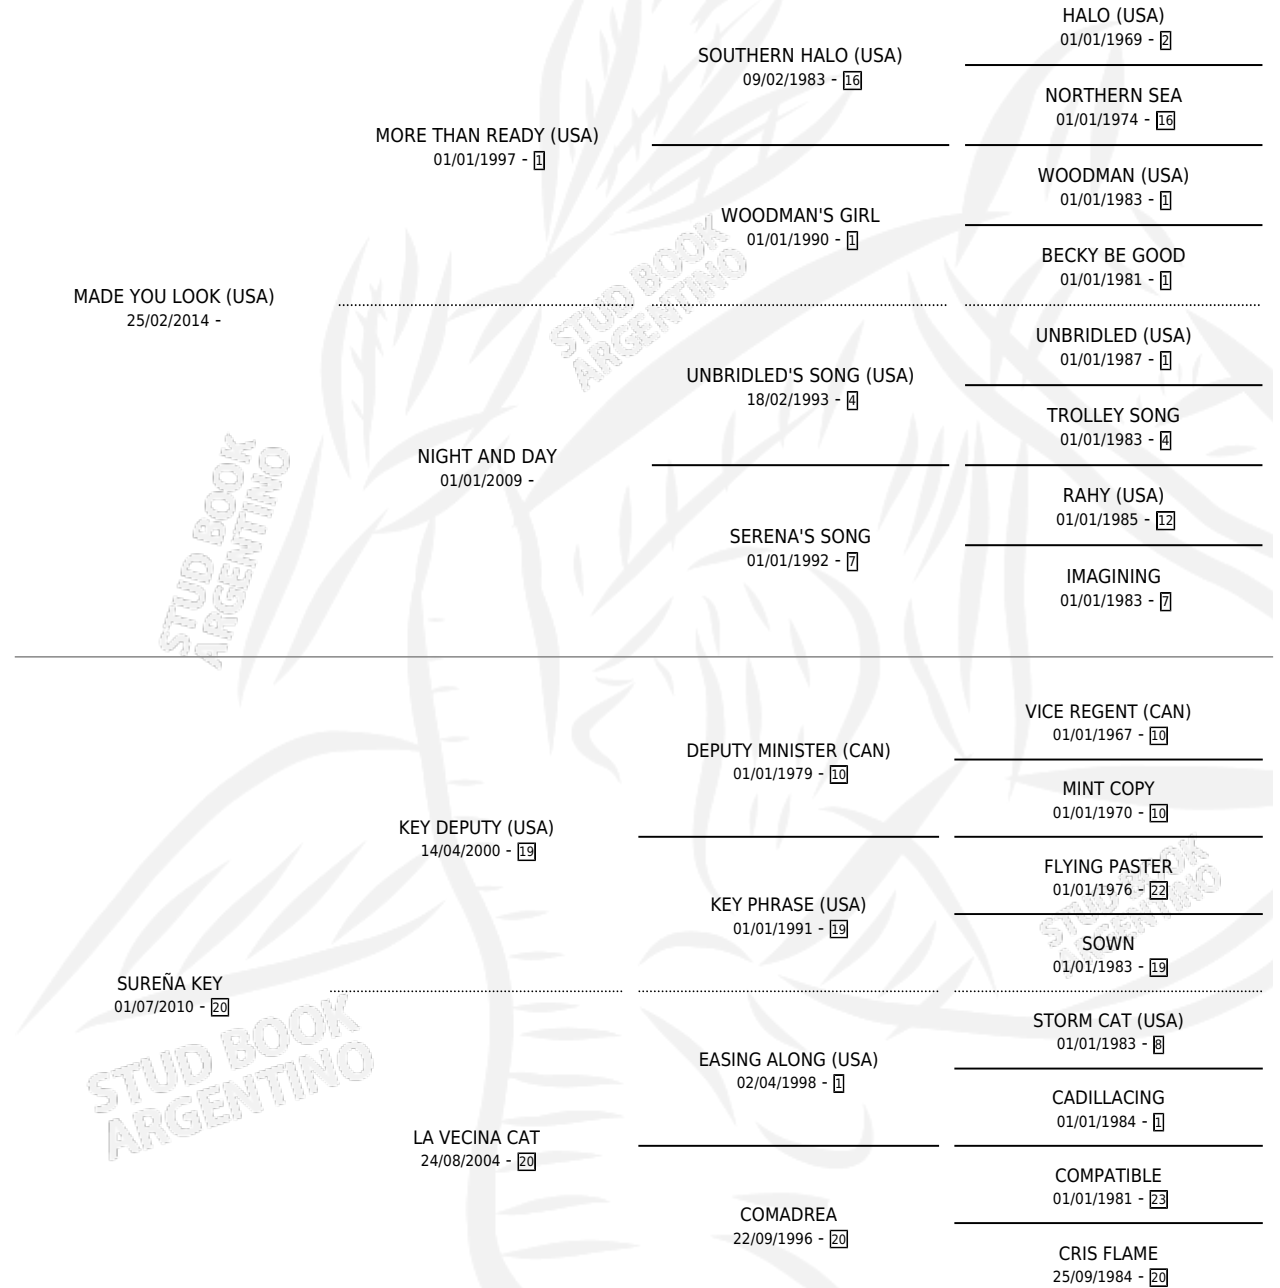 HALO (USA)
01/01/1969 - 2
SOUTHERN HALO (USA)
09/02/1983 - 16
NORTHERN SEA
01/01/1974 - 16
MORE THAN READY (USA)
01/01/1997 - 1
WOODMAN (USA)
01/01/1983 - 1
WOODMAN'S GIRL
01/01/1990 - 1
BECKY BE GOOD
01/01/1981 - 1
MADE YOU LOOK (USA)
25/02/2014 -
UNBRIDLED (USA)
01/01/1987 - 1
UNBRIDLED'S SONG (USA)
18/02/1993 - 4
TROLLEY SONG
01/01/1983 - 4
NIGHT AND DAY
01/01/2009 -
RAHY (USA)
01/01/1985 - 12
SERENA'S SONG
01/01/1992 - 7
IMAGINING
01/01/1983 - 7
STUD BOOK
ARGENTINO
STUD BOOK
ARGENTINO
VICE REGENT (CAN)
01/01/1967 - 10
DEPUTY MINISTER (CAN)
01/01/1979 - 10
MINT COPY
01/01/1970 - 10
KEY DEPUTY (USA)
14/04/2000 - 19
FLYING PASTER
01/01/1976 - 22
KEY PHRASE (USA)
01/01/1991 - 19
SOWN
01/01/1983 - 19
SUREÑA KEY
01/07/2010 - 20
STORM CAT (USA)
01/01/1983 - 8
EASING ALONG (USA)
02/04/1998 - 1
CADILLACING
01/01/1984 - 1
LA VECINA CAT
24/08/2004 - 20
COMPATIBLE
01/01/1981 - 23
COMADREA
22/09/1996 - 20
CRIS FLAME
25/09/1984 - 20
STUD BOOK
ARGENTINO
STUD BOOK
ARGENTINO